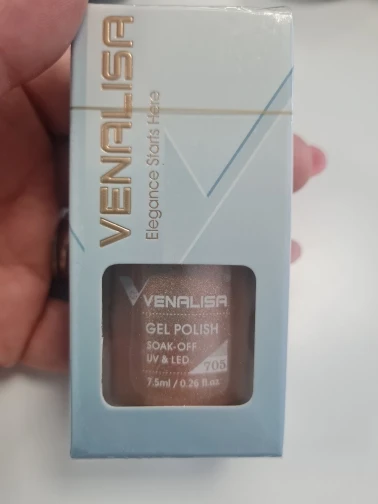 VENALISA
Elegance Starts Here
VENALISA
GEL POLISH
SOAK-OFF
UV & LED
705
7.5ml / 0.26 fl.oz